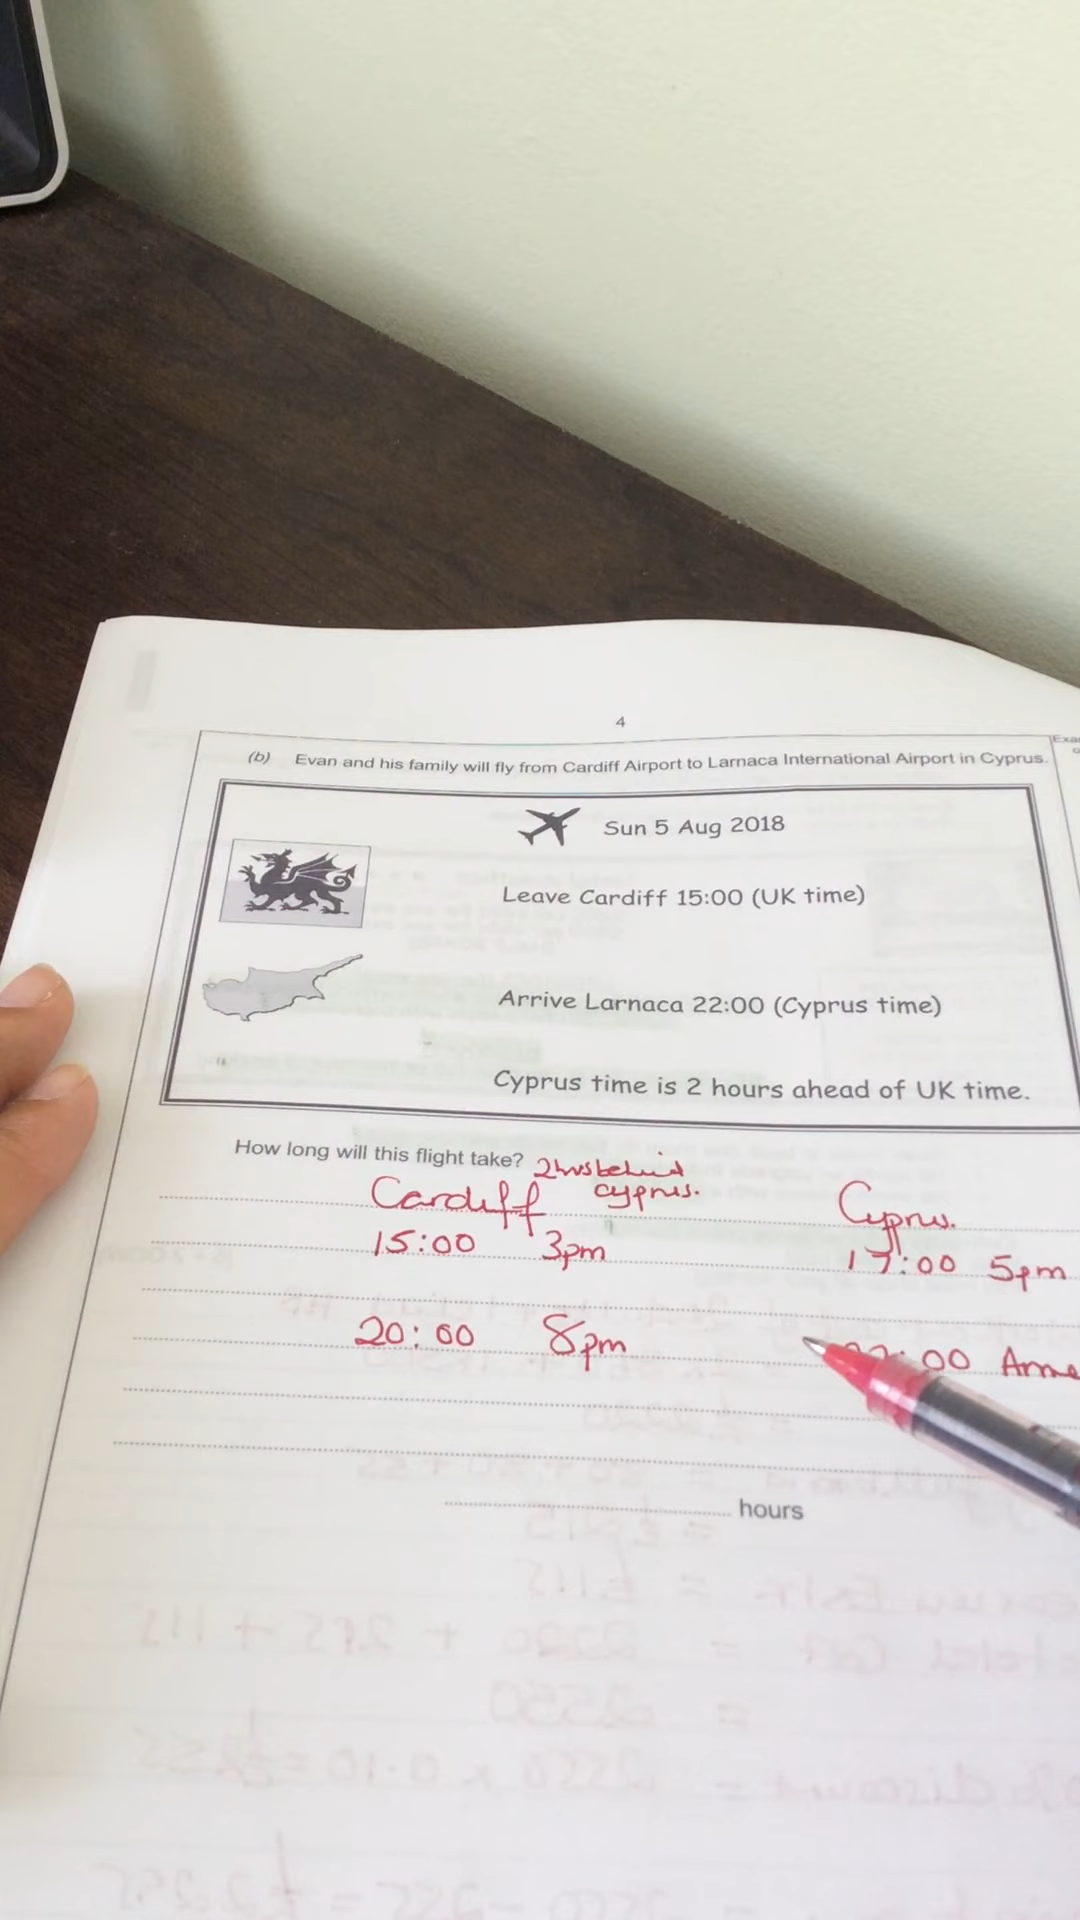 4
Exa
(b) Evan and his family will fly from Cardiff Airport to Larnaca International Airport in Cyprus.
Sun 5 Aug 2018
Leave Cardiff 15:00 (UK time)
Arrive Larnaca 22:00 (Cyprus time)
Cyprus time is 2 hours ahead of UK time.
How long will this flight take? 2hrs behind
cyprus.
Cardiff Cyprus.
15:00 3pm 17:00 5pm
20:00 8pm :00 Arrive
hours